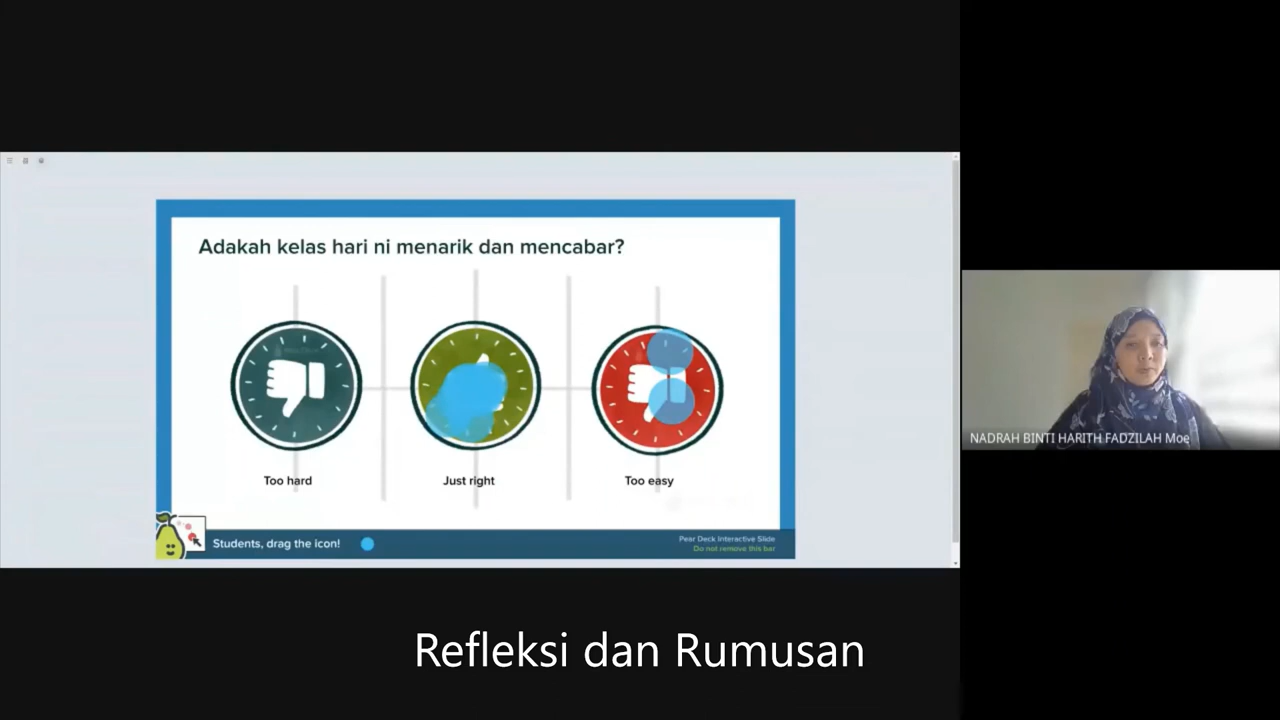 Adakah kelas hari ni menarik dan mencabar?
Too hard
Just right
Too easy
Students, drag the icon!
Pear Deck Interactive Slide
Do not remove this bar
NADRAH BINTI HARITH FADZILAH Moe
Refleksi dan Rumusan